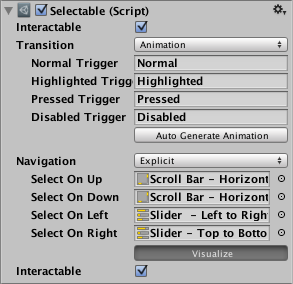 Selectable (Script)
Interactable
Transition Animation
Normal Trigger Normal
Highlighted Trigge Highlighted
Pressed Trigger Pressed
Disabled Trigger Disabled
Auto Generate Animation
Navigation Explicit
Select On Up Scroll Bar – Horizont
Select On Down Scroll Bar – Horizont
Select On Left Slider – Left to Righ
Select On Right Slider – Top to Botto
Visualize
Interactable